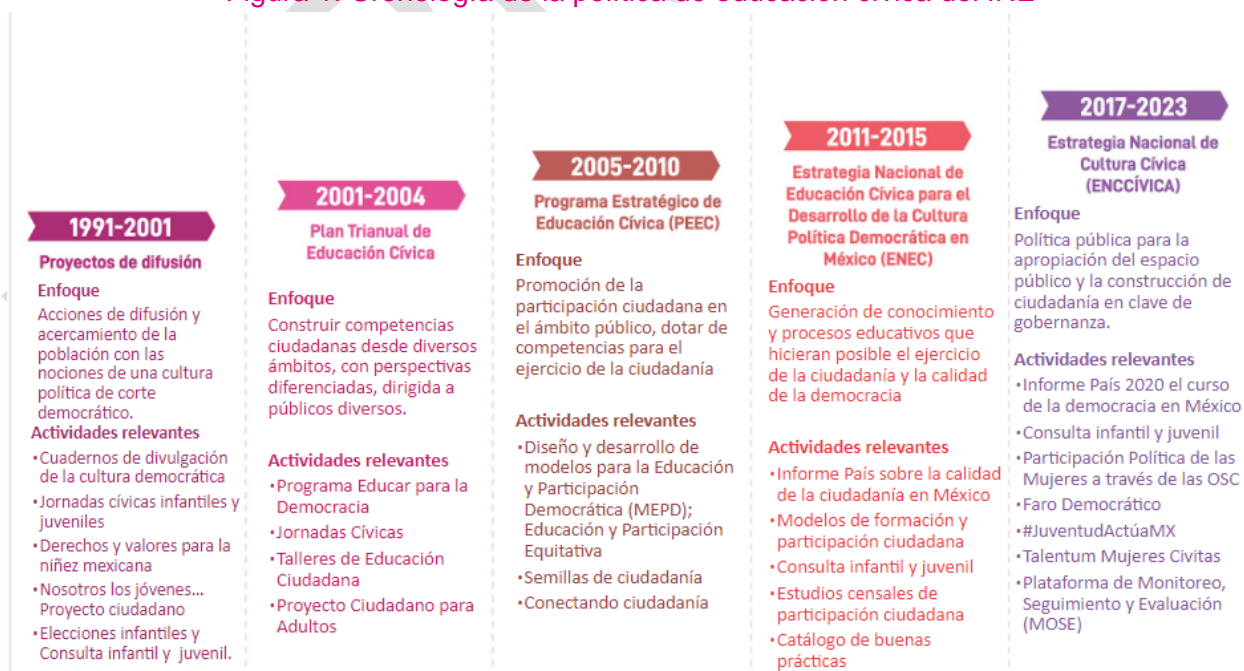 Figura 1. Cronología de la política de educación cívica del INE
1991-2001
Proyectos de difusión
Enfoque
Acciones de difusión y
acercamiento de la
población con las
nociones de una cultura
política de corte
democrático.
Actividades relevantes
•Cuadernos de divulgación
de la cultura democrática
•Jornadas cívicas infantiles y
juveniles
•Derechos y valores para la
niñez mexicana
•Nosotros los jóvenes...
Proyecto ciudadano
•Elecciones infantiles y
Consulta infantil y juvenil.
2001-2004
Plan Trianual de
Educación Cívica
Enfoque
Construir competencias
ciudadanas desde diversos
ámbitos, con perspectivas
diferenciadas, dirigida a
públicos diversos.
Actividades relevantes
•Programa Educar para la
Democracia
•Jornadas Cívicas
•Talleres de Educación
Ciudadana
•Proyecto Ciudadano para
Adultos
2005-2010
Programa Estratégico de
Educación Cívica (PEEC)
Enfoque
Promoción de la
participación ciudadana en
el ámbito público, dotar de
competencias para el
ejercicio de la ciudadanía
Actividades relevantes
•Diseño y desarrollo de
modelos para la Educación
y Participación
Democrática (MEPD);
Educación y Participación
Equitativa
•Semillas de ciudadanía
•Conectando ciudadanía
2011-2015
Estrategia Nacional de
Educación Cívica para el
Desarrollo de la Cultura
Política Democrática en
México (ENEC)
Enfoque
Generación de conocimiento
y procesos educativos que
hicieran posible el ejercicio
de la ciudadanía y la calidad
de la democracia
Actividades relevantes
•Informe País sobre la calidad
de la ciudadanía en México
•Modelos de formación y
participación ciudadana
•Consulta infantil y juvenil
•Estudios censales de
participación ciudadana
•Catálogo de buenas
prácticas
2017-2023
Estrategia Nacional de
Cultura Cívica
(ENCCÍVICA)
Enfoque
Política pública para la
apropiación del espacio
público y la construcción de
ciudadanía en clave de
gobernanza.
Actividades relevantes
•Informe País 2020 el curso
de la democracia en México
•Consulta infantil y juvenil
•Participación Política de las
Mujeres a través de las OSC
•Faro Democrático
•#JuventudActúaMX
•Talentum Mujeres Civitas
•Plataforma de Monitoreo,
Seguimiento y Evaluación
(MOSE)